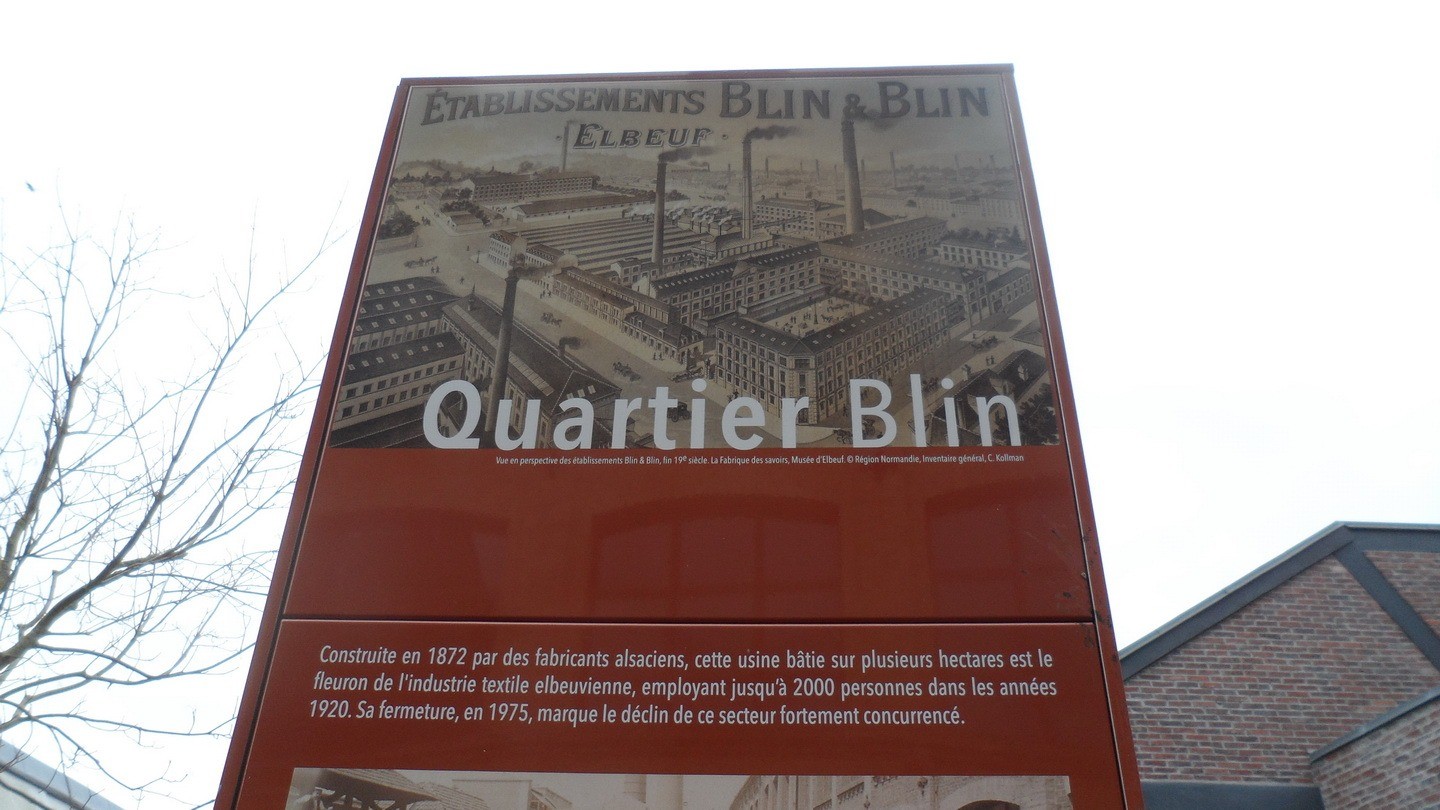 ÉTABLISSEMENTS BLIN & BLIN
ELBEUF
Quartier Blin
Vue en perspective des établissements Blin & Blin, fin 19e siècle. La Fabrique des savoirs, Musée d'Elbeuf. © Région Normandie, Inventaire général, C. Kollman
Construite en 1872 par des fabricants alsaciens, cette usine bâtie sur plusieurs hectares est le
fleuron de l'industrie textile elbeuvienne, employant jusqu'à 2000 personnes dans les années
1920. Sa fermeture, en 1975, marque le déclin de ce secteur fortement concurrencé.